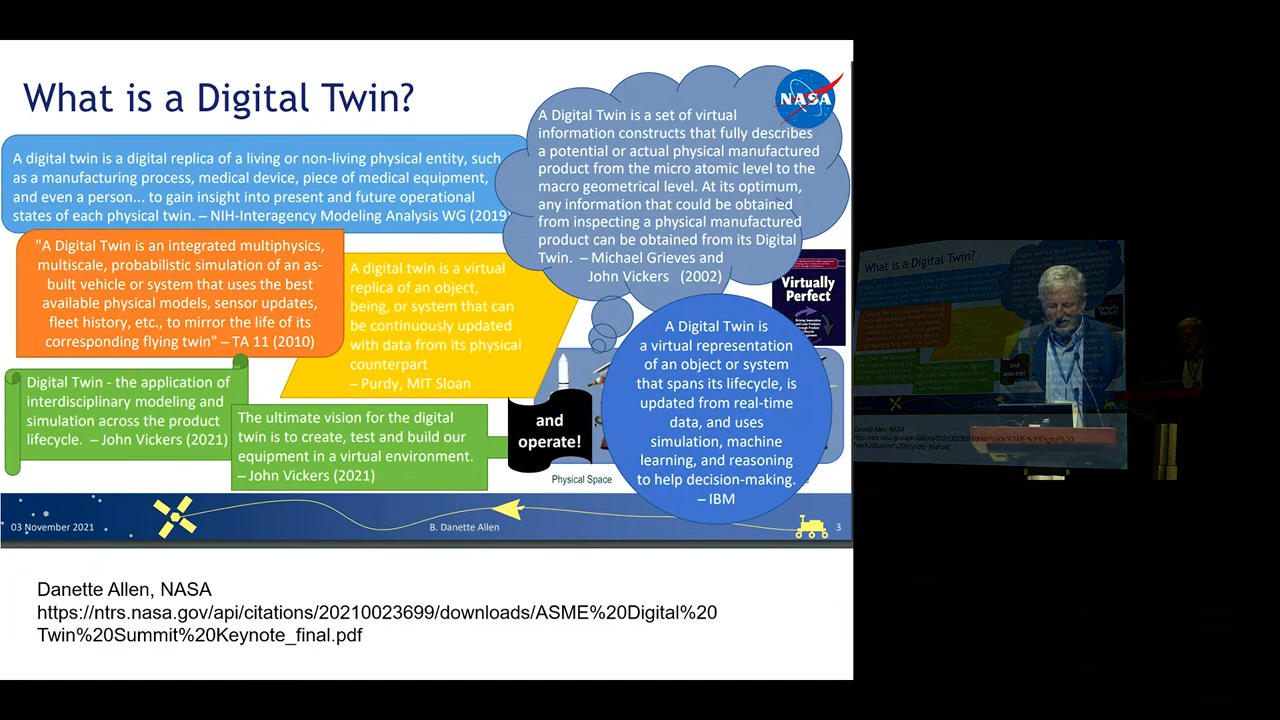 What is a Digital Twin?
NASA
A digital twin is a digital replica of a living or non-living physical entity, such
as a manufacturing process, medical device, piece of medical equipment,
and even a person... to gain insight into present and future operational
states of each physical twin. – NIH-Interagency Modeling Analysis WG (2019)
A Digital Twin is a set of virtual
information constructs that fully describes
a potential or actual physical manufactured
product from the micro atomic level to the
macro geometrical level. At its optimum,
any information that could be obtained
from inspecting a physical manufactured
product can be obtained from its Digital
Twin. – Michael Grieves and
John Vickers (2002)
"A Digital Twin is an integrated multiphysics,
multiscale, probabilistic simulation of an as-
built vehicle or system that uses the best
available physical models, sensor updates,
fleet history, etc., to mirror the life of its
corresponding flying twin" – TA 11 (2010)
A digital twin is a virtual
replica of an object,
being, or system that can
be continuously updated
with data from its physical
counterpart
– Purdy, MIT Sloan
Virtually
Perfect
A Digital Twin is
a virtual representation
of an object or system
that spans its lifecycle, is
updated from real-time
data, and uses
simulation, machine
learning, and reasoning
to help decision-making.
– IBM
Digital Twin - the application of
interdisciplinary modeling and
simulation across the product
lifecycle. – John Vickers (2021)
The ultimate vision for the digital
twin is to create, test and build our
equipment in a virtual environment.
– John Vickers (2021)
and
operate!
Physical Space
03 November 2021
B. Danette Allen
3
Danette Allen, NASA
https://ntrs.nasa.gov/api/citations/20210023699/downloads/ASME%20Digital%20
Twin%20Summit%20Keynote_final.pdf
What is a Digital Twin?
and
operate!
Danette Allen, NASA